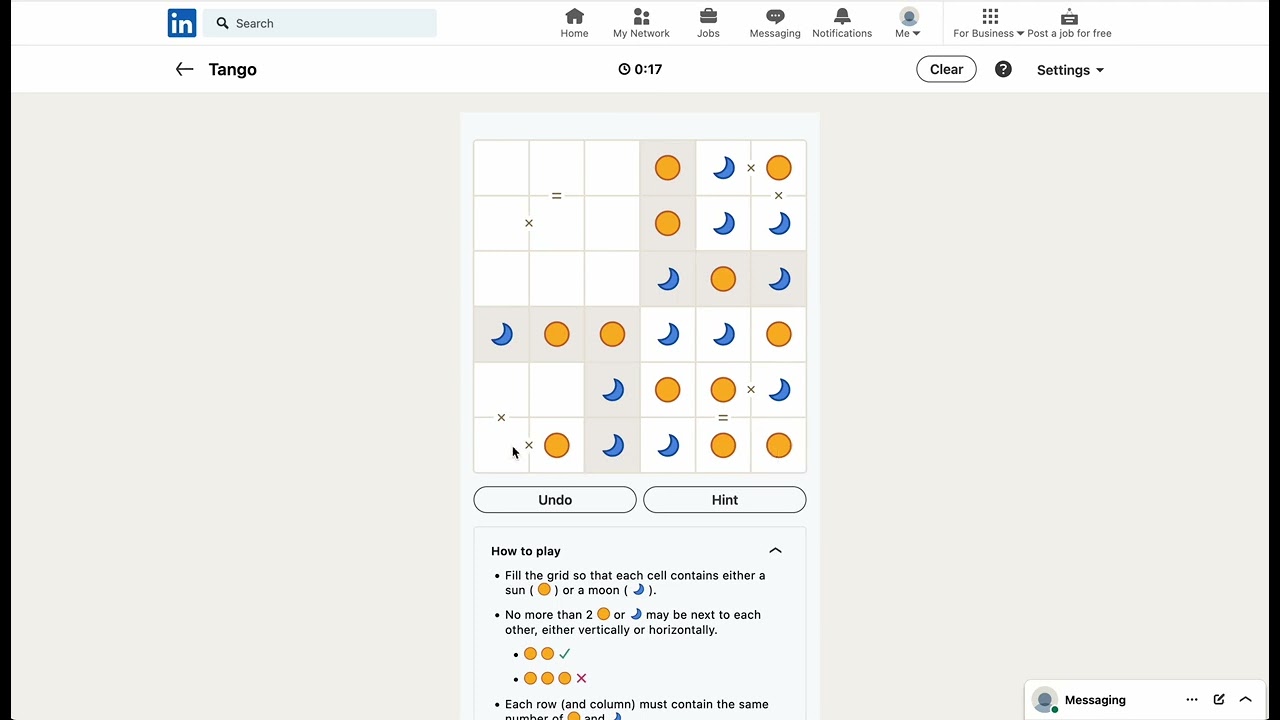 in
Search
Home
My Network
Jobs
Messaging
Notifications
Me
For Business
Post a job for free
Tango
0:17
Clear
?
Settings
×
=
×
×
×
×
=
×
Undo
Hint
How to play
• Fill the grid so that each cell contains either a
sun ( ) or a moon ( ).
• No more than 2 or may be next to each
other, either vertically or horizontally.
• Each row (and column) must contain the same
number of and
Messaging